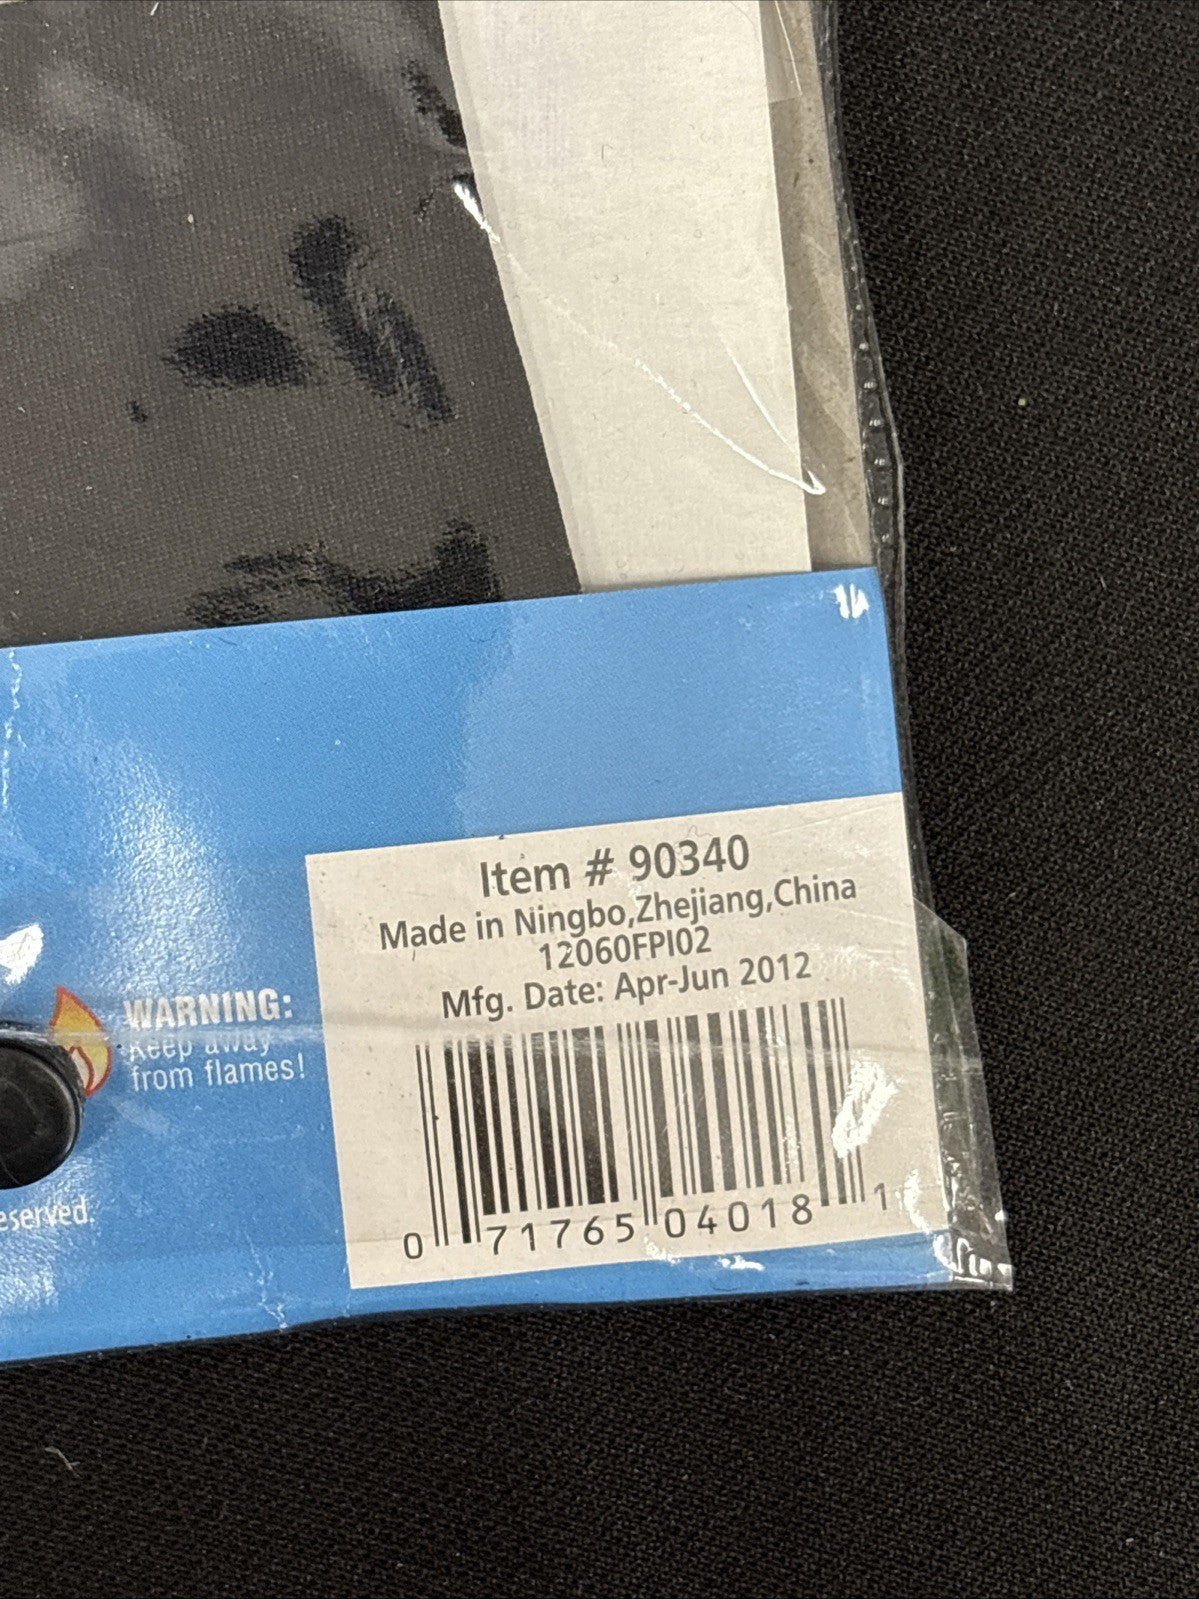 Item # 90340
Made in Ningbo,Zhejiang,China
12060FPI02
Mfg. Date: Apr-Jun 2012
WARNING:
Keep away
from flames!
eserved.
0 71765 04018 1